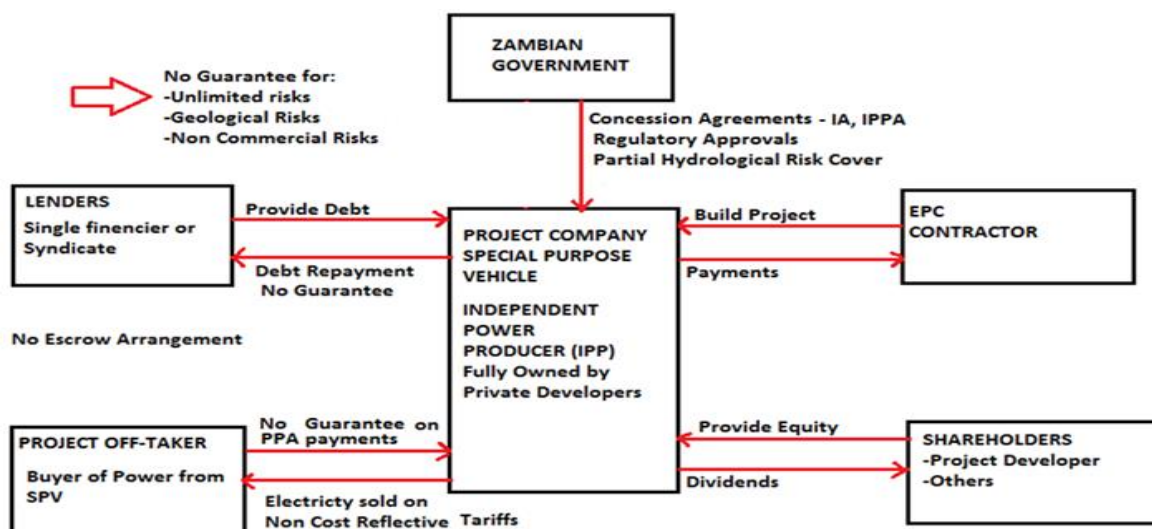 ZAMBIAN
GOVERNMENT
No Guarantee for:
-Unlimited risks
-Geological Risks
-Non Commercial Risks
Concession Agreements - IA, IPPA
Regulatory Approvals
Partial Hydrological Risk Cover
LENDERS
Single finencier or
Syndicate
Provide Debt
Debt Repayment
No Guarantee
PROJECT COMPANY
SPECIAL PURPOSE
VEHICLE
INDEPENDENT
POWER
PRODUCER (IPP)
Fully Owned by
Private Developers
Build Project
Payments
EPC
CONTRACTOR
No Escrow Arrangement
PROJECT OFF-TAKER
Buyer of Power from
SPV
No Guarantee on
PPA payments
Electricty sold on
Non Cost Reflective Tariffs
Provide Equity
Dividends
SHAREHOLDERS
-Project Developer
-Others